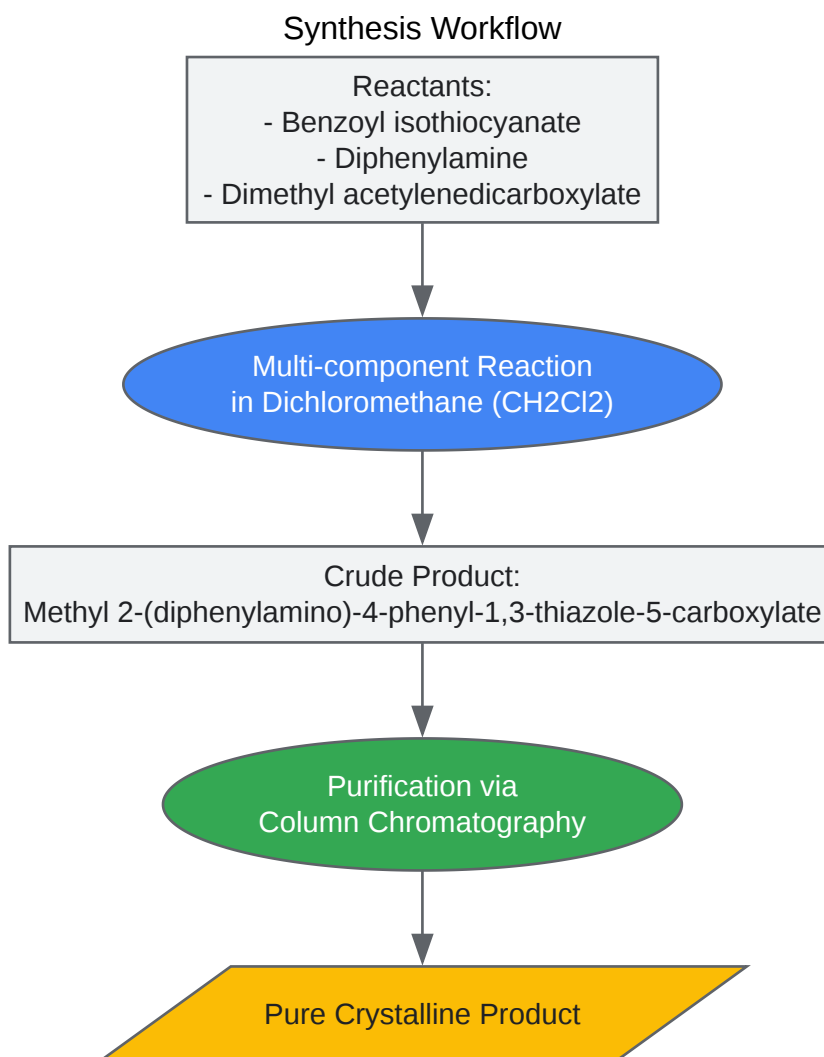 Synthesis Workflow
Reactants:
- Benzoyl isothiocyanate
- Diphenylamine
- Dimethyl acetylenedicarboxylate
Multi-component Reaction
in Dichloromethane (CH2Cl2)
Crude Product:
Methyl 2-(diphenylamino)-4-phenyl-1,3-thiazole-5-carboxylate
Purification via
Column Chromatography
Pure Crystalline Product